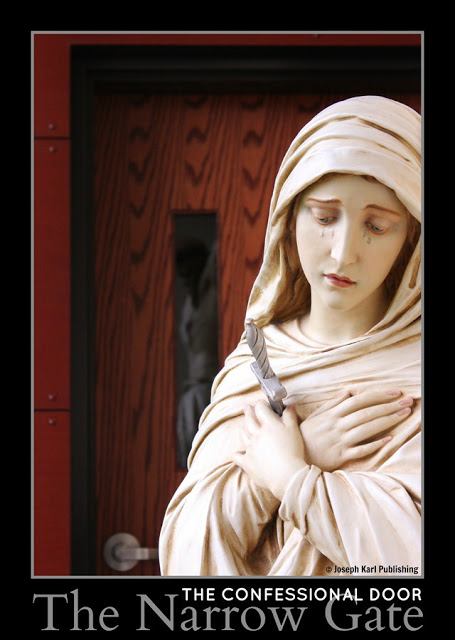 © Joseph Karl Publishing
THE CONFESSIONAL DOOR
The Narrow Gate